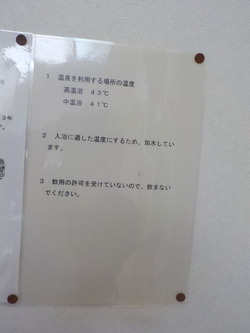 1 温泉を利用する場所の温度
高温浴 43℃
中温浴 41℃
2 入浴に適した温度にするため、加水してい
ます。
3 飲用の許可を受けていないので、飲まない
でください。